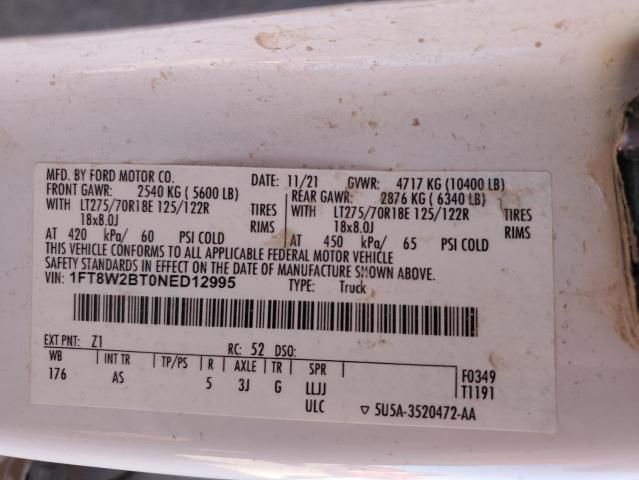 MFD. BY FORD MOTOR CO.
DATE: 11/21 GVWR: 4717 KG (10400 LB)
FRONT GAWR: 2540 KG ( 5600 LB)
REAR GAWR: 2876 KG ( 6340 LB)
WITH LT275/70R18E 125/122R TIRES
WITH LT275/70R18E 125/122R TIRES
18x8.0J RIMS
18x8.0J RIMS
AT 420 kPa/ 60 PSI COLD
AT 450 kPa/ 65 PSI COLD
THIS VEHICLE CONFORMS TO ALL APPLICABLE FEDERAL MOTOR VEHICLE
SAFETY STANDARDS IN EFFECT ON THE DATE OF MANUFACTURE SHOWN ABOVE.
VIN: 1FT8W2BT0NED12995 TYPE: Truck
EXT PNT: Z1 RC: 52 DSO:
WB INT TR TP/PS R AXLE TR SPR
176 AS 5 3J G LLJJ
ULC
F0349
T1191
▽ 5U5A-3520472-AA